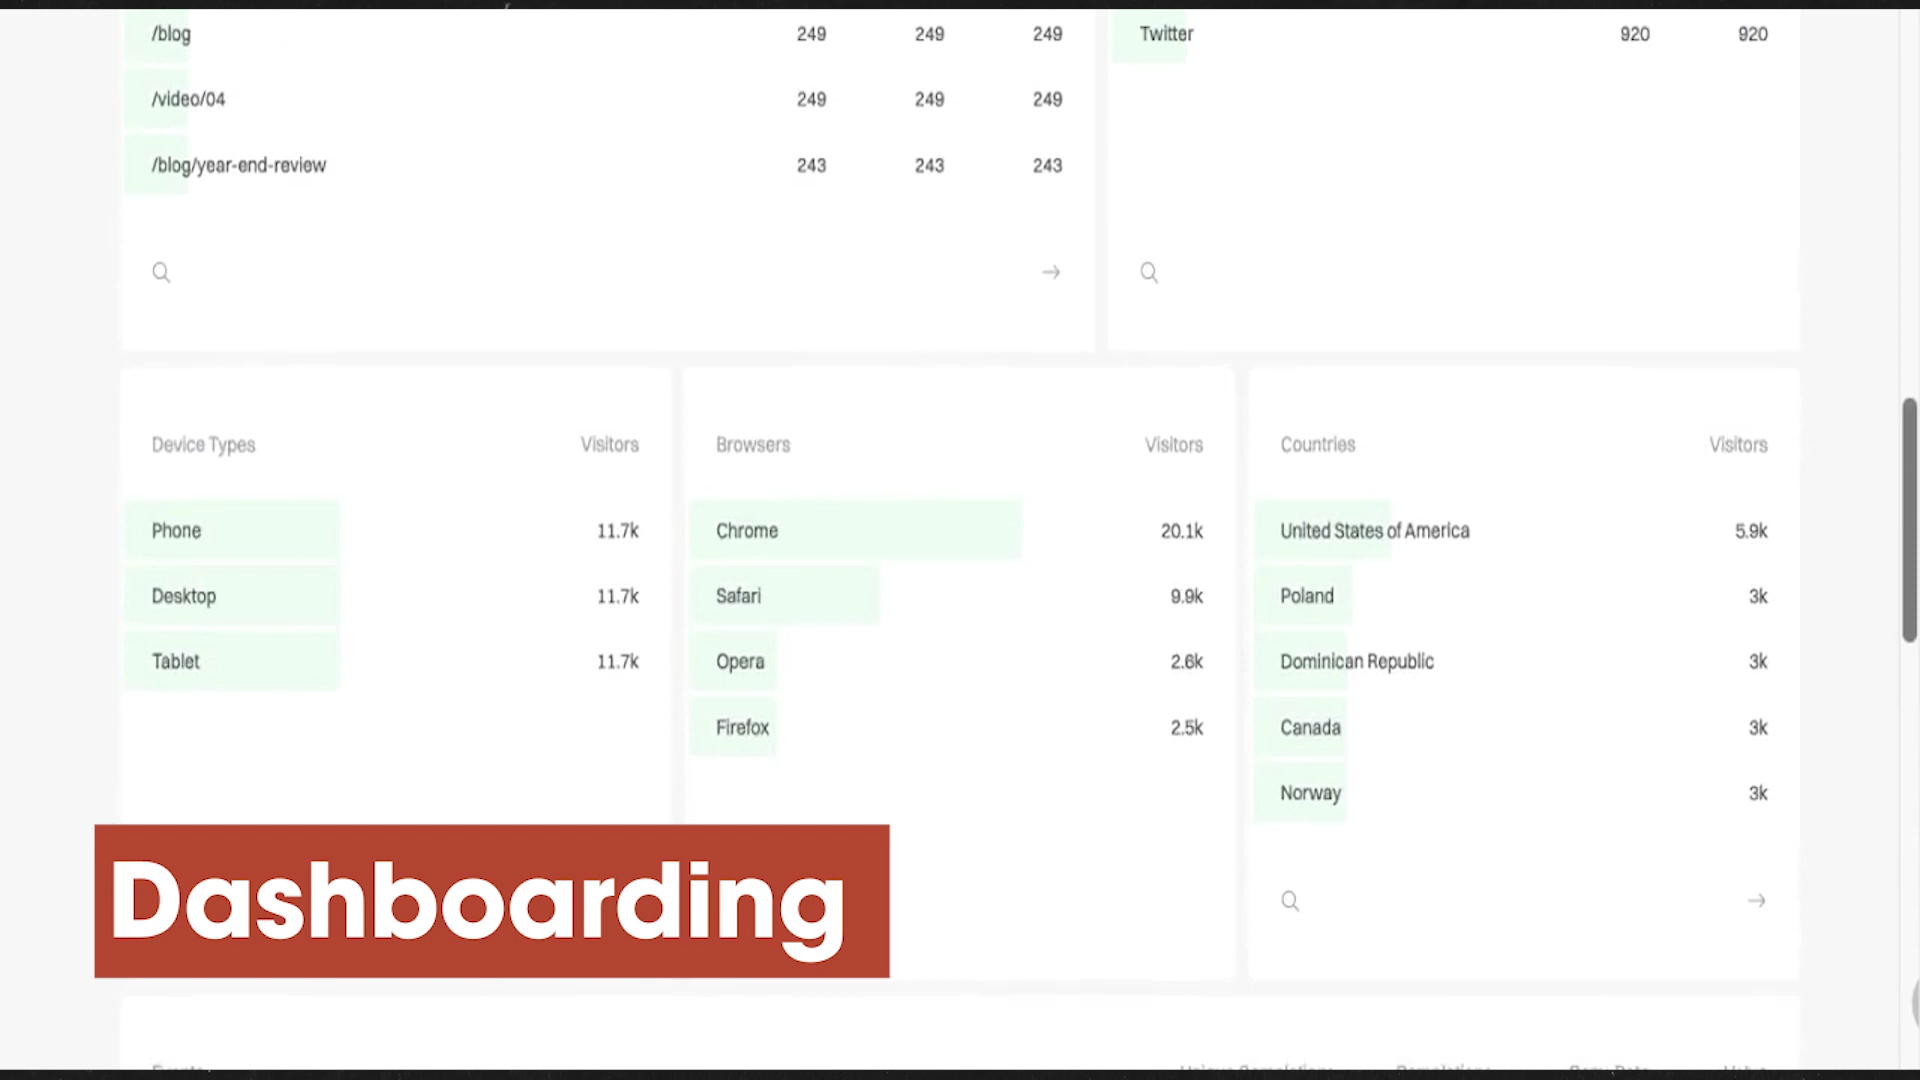 /blog 249 249 249
/video/04 249 249 249
/blog/year-end-review 243 243 243
Twitter 920 920
Device Types Visitors
Phone 11.7k
Desktop 11.7k
Tablet 11.7k
Browsers Visitors
Chrome 20.1k
Safari 9.9k
Opera 2.6k
Firefox 2.5k
Countries Visitors
United States of America 5.9k
Poland 3k
Dominican Republic 3k
Canada 3k
Norway 3k
Dashboarding